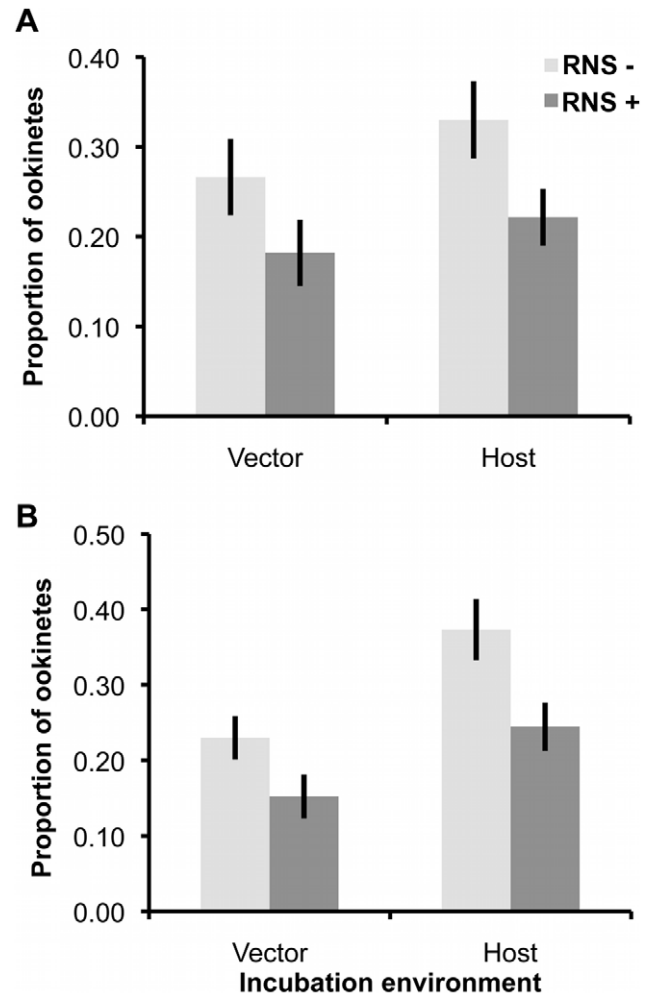 A
0.40
0.30
0.20
0.10
0.00
Proportion of ookinetes
RNS -
RNS +
Vector
Host
B
0.50
0.40
0.30
0.20
0.10
0.00
Proportion of ookinetes
Vector
Host
Incubation environment